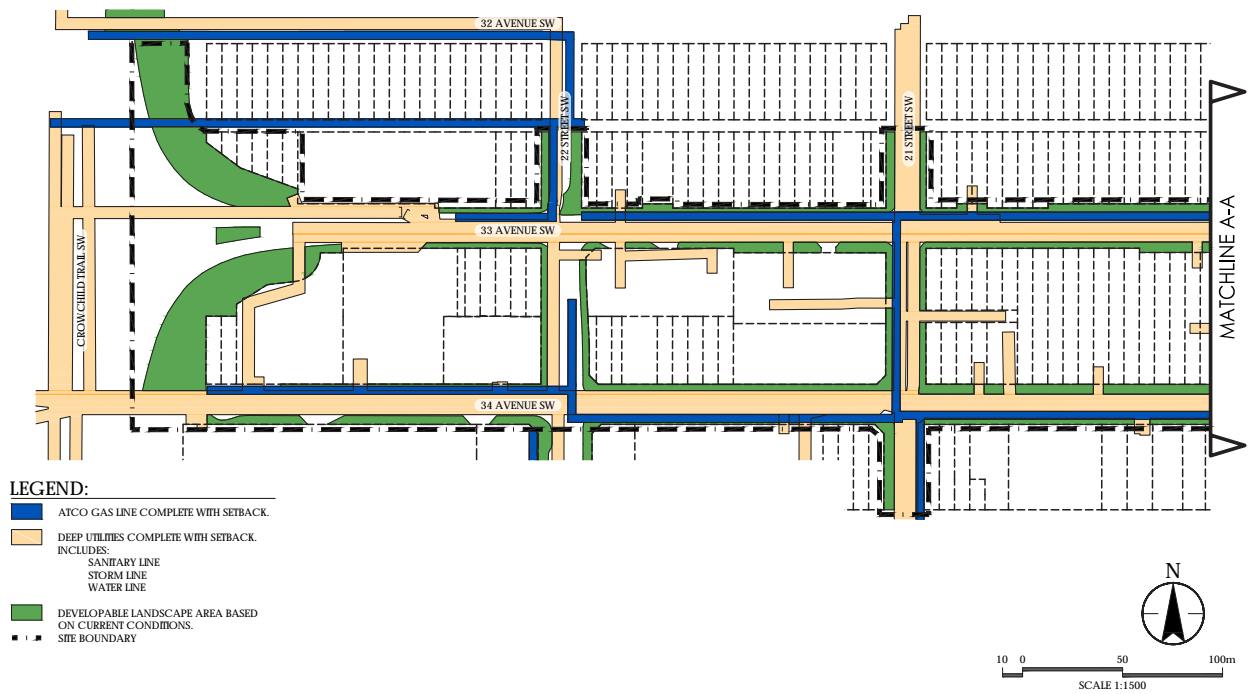 32 AVENUE SW
22 STREET SW
21 STREET SW
33 AVENUE SW
CROWCHILD TRAIL SW
MATCHLINE A-A
34 AVENUE SW
LEGEND:
ATCO GAS LINE COMPLETE WITH SETBACK.
DEEP UTILITIES COMPLETE WITH SETBACK.
INCLUDES:
SANITARY LINE
STORM LINE
WATER LINE
DEVELOPABLE LANDSCAPE AREA BASED
ON CURRENT CONDITIONS.
SITE BOUNDARY
N
10 0 50 100m
SCALE 1:1500